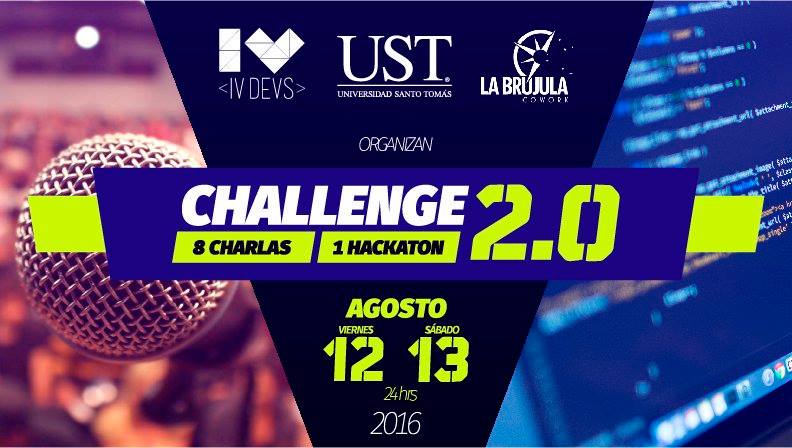 <IV DEVS>
UST
UNIVERSIDAD SANTO TOMÁS
LA BRÚJULA
COWORK
ORGANIZAN
CHALLENGE 2.0
8 CHARLAS 1 HACKATON
AGOSTO
VIERNES SÁBADO
12 13
24 hrs
2016